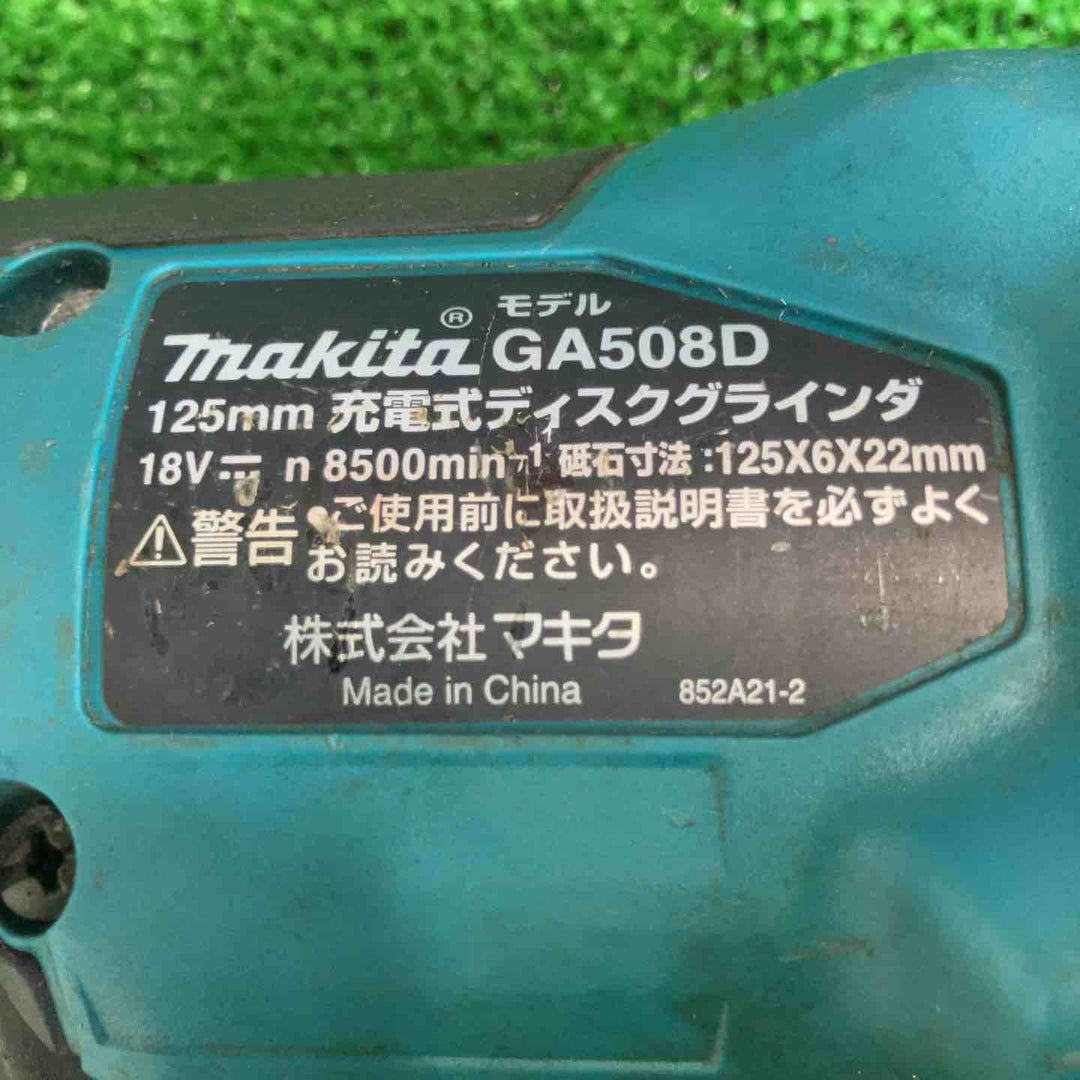 モデル
makita® GA508D
125mm 充電式ディスクグラインダ
18V⎓ n 8500min⁻¹ 砥石寸法:125X6X22mm
⚠警告 ●ご使用前に取扱説明書を必ずよく
お読みください。
株式会社マキタ
Made in China 852A21-2